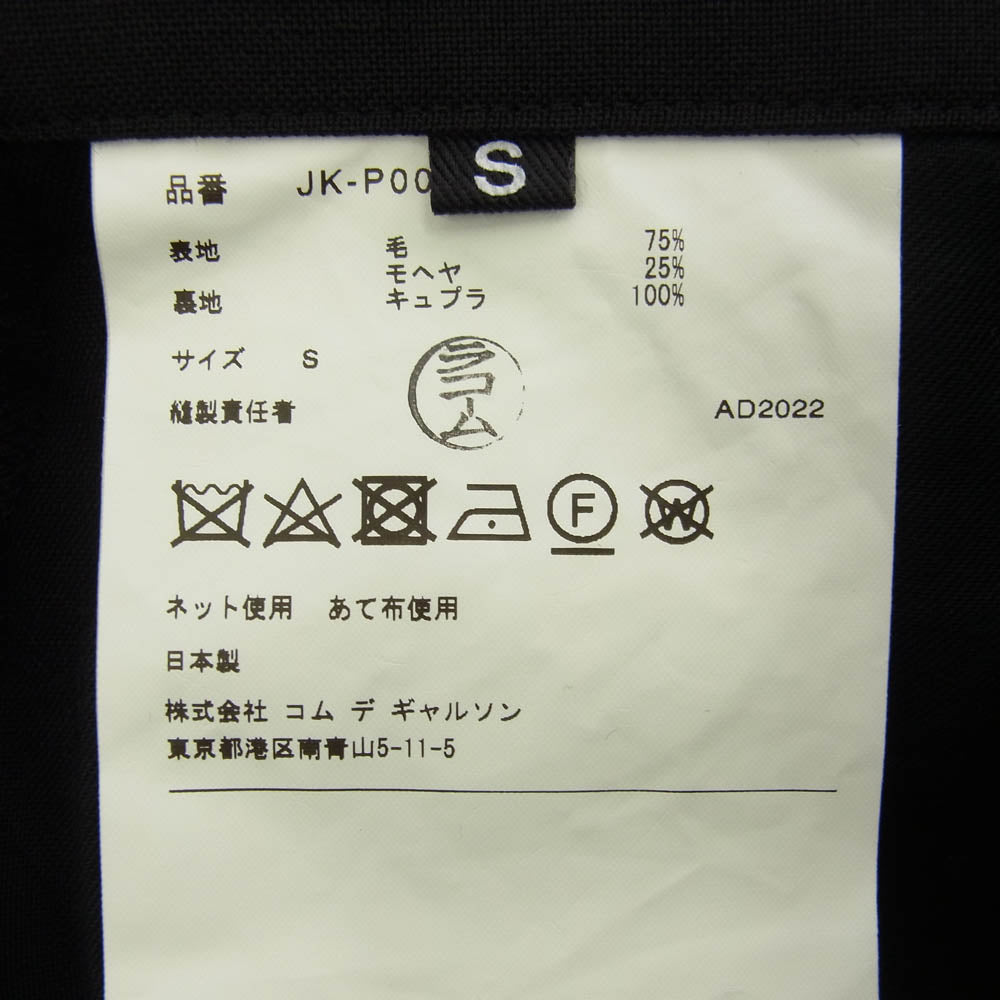 S
品番 JK-P00
表地 毛 75%
モヘヤ 25%
裏地 キュプラ 100%
サイズ S
ラコム
縫製責任者 AD2022
F W
ネット使用 あて布使用
日本製
株式会社 コム デ ギャルソン
東京都港区南青山5-11-5